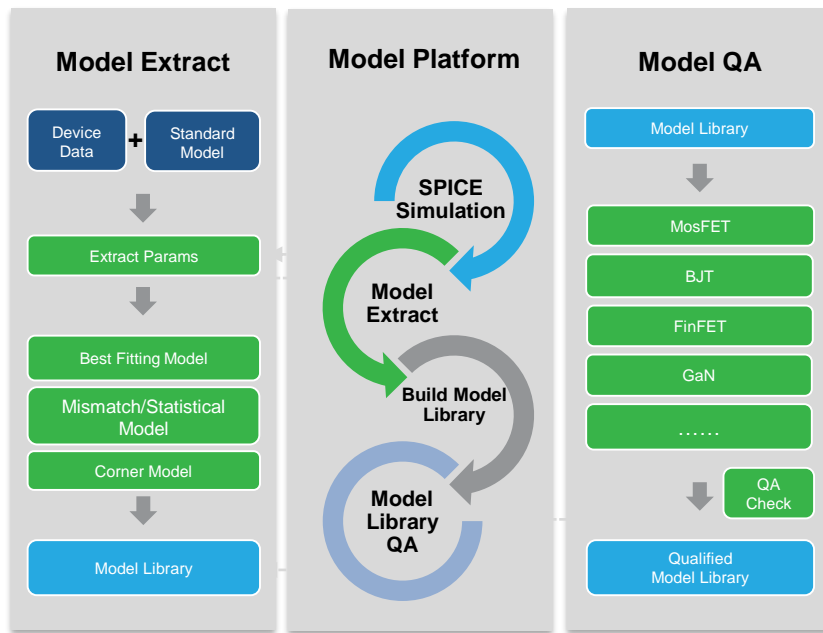 Model Extract
Device
Data
+
Standard
Model
Extract Params
Best Fitting Model
Mismatch/Statistical
Model
Corner Model
Model Library
Model Platform
SPICE
Simulation
Model
Extract
Build Model
Library
Model
Library
QA
Model QA
Model Library
MosFET
BJT
FinFET
GaN
……
QA
Check
Qualified
Model Library